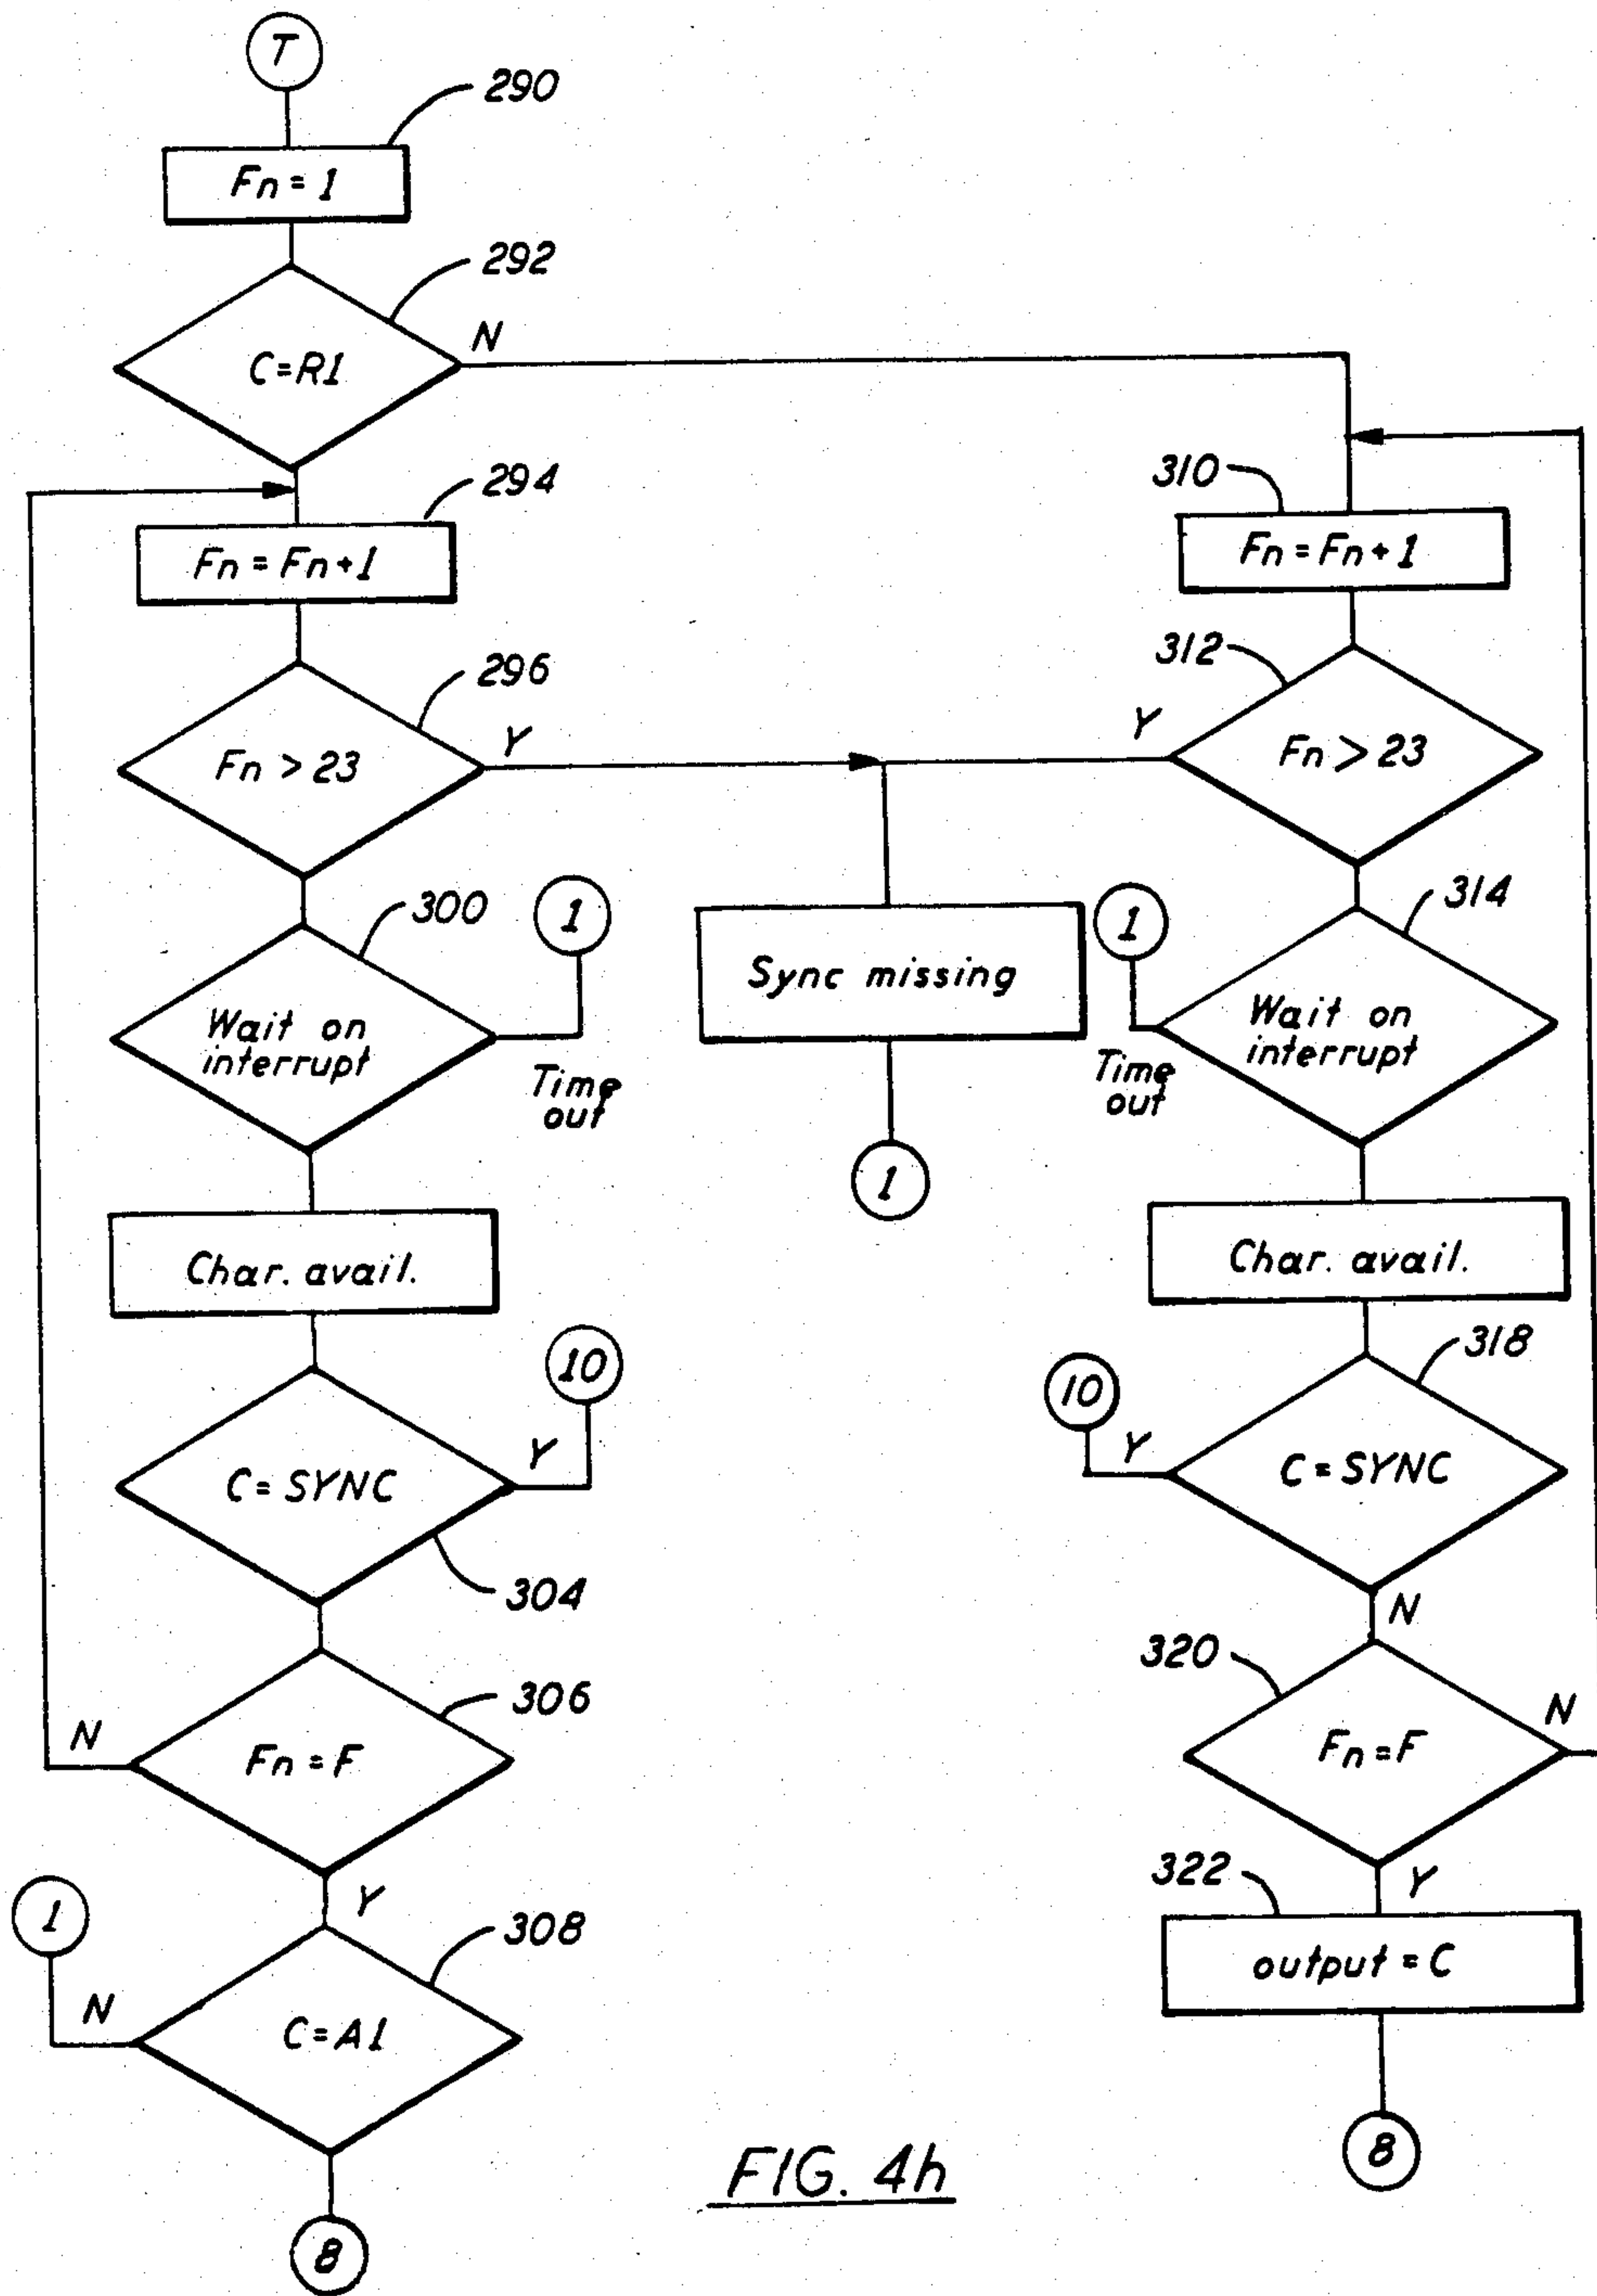 T
290
Fn = 1
292
N
C=R1
294
Fn = Fn+1
296
Y
Fn > 23
300
1
Wait on
interrupt
Time
out
Char. avail.
10
Y
C = SYNC
304
306
N
Fn = F
Y
1
308
N
C=A1
8
Sync missing
1
310
Fn = Fn + 1
312
Y
Fn > 23
314
1
Wait on
interrupt
Time
out
Char. avail.
318
10
Y
C = SYNC
N
320
N
Fn = F
322
Y
output = C
8
FIG. 4h